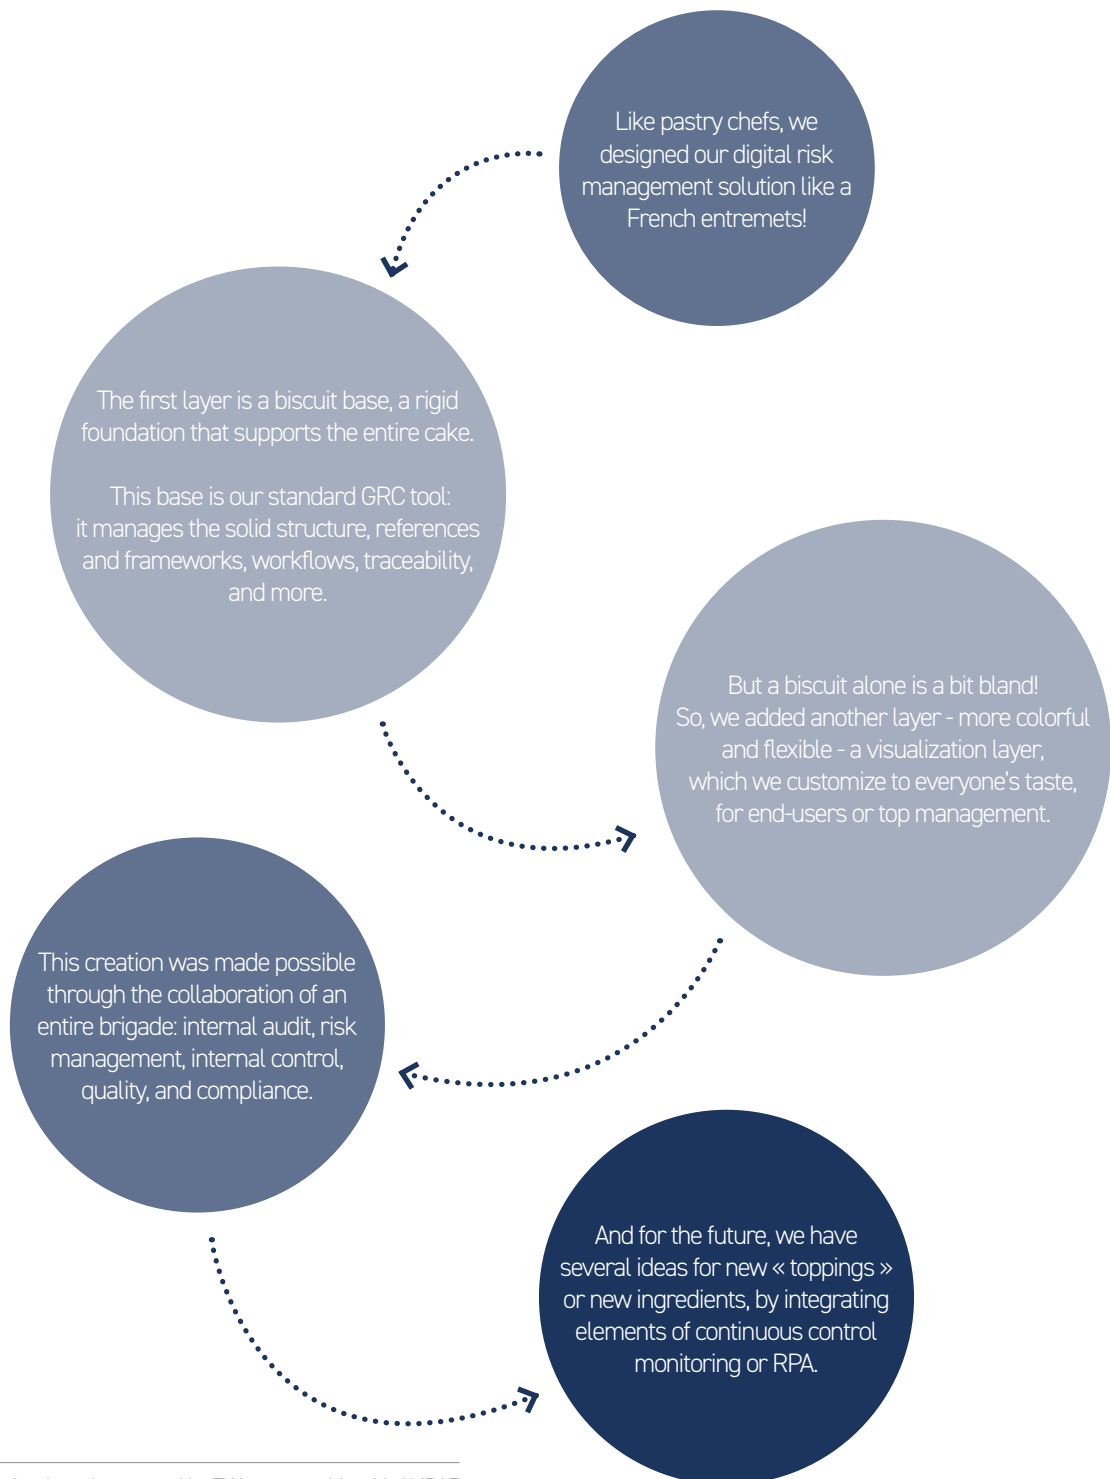 Like pastry chefs, we
designed our digital risk
management solution like a
French entremets!
The first layer is a biscuit base, a rigid
foundation that supports the entire cake.
This base is our standard GRC tool:
it manages the solid structure, references
and frameworks, workflows, traceability,
and more.
But a biscuit alone is a bit bland!
So, we added another layer - more colorful
and flexible - a visualization layer,
which we customize to everyone's taste,
for end-users or top management.
This creation was made possible
through the collaboration of an
entire brigade: internal audit, risk
management, internal control,
quality, and compliance.
And for the future, we have
several ideas for new « toppings »
or new ingredients, by integrating
elements of continuous control
monitoring or RPA.